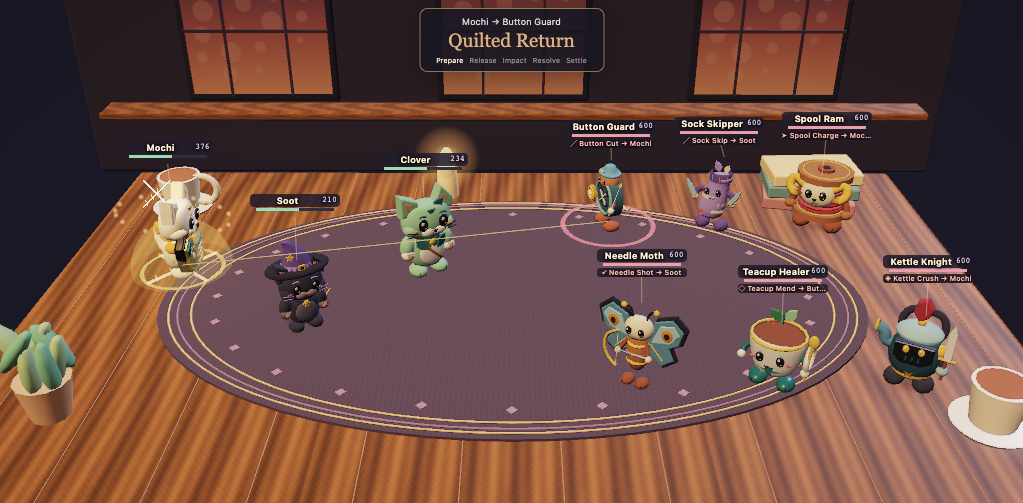 Mochi → Button Guard
Quilted Return
Prepare Release Impact Resolve Settle
Mochi 376
Soot 210
Clover 234
Button Guard 600
Button Cut → Mochi
Sock Skipper 600
Sock Skip → Soot
Spool Ram 600
Spool Charge → Moc...
Needle Moth 600
Needle Shot → Soot
Teacup Healer 600
Teacup Mend → But...
Kettle Knight 600
Kettle Crush → Mochi